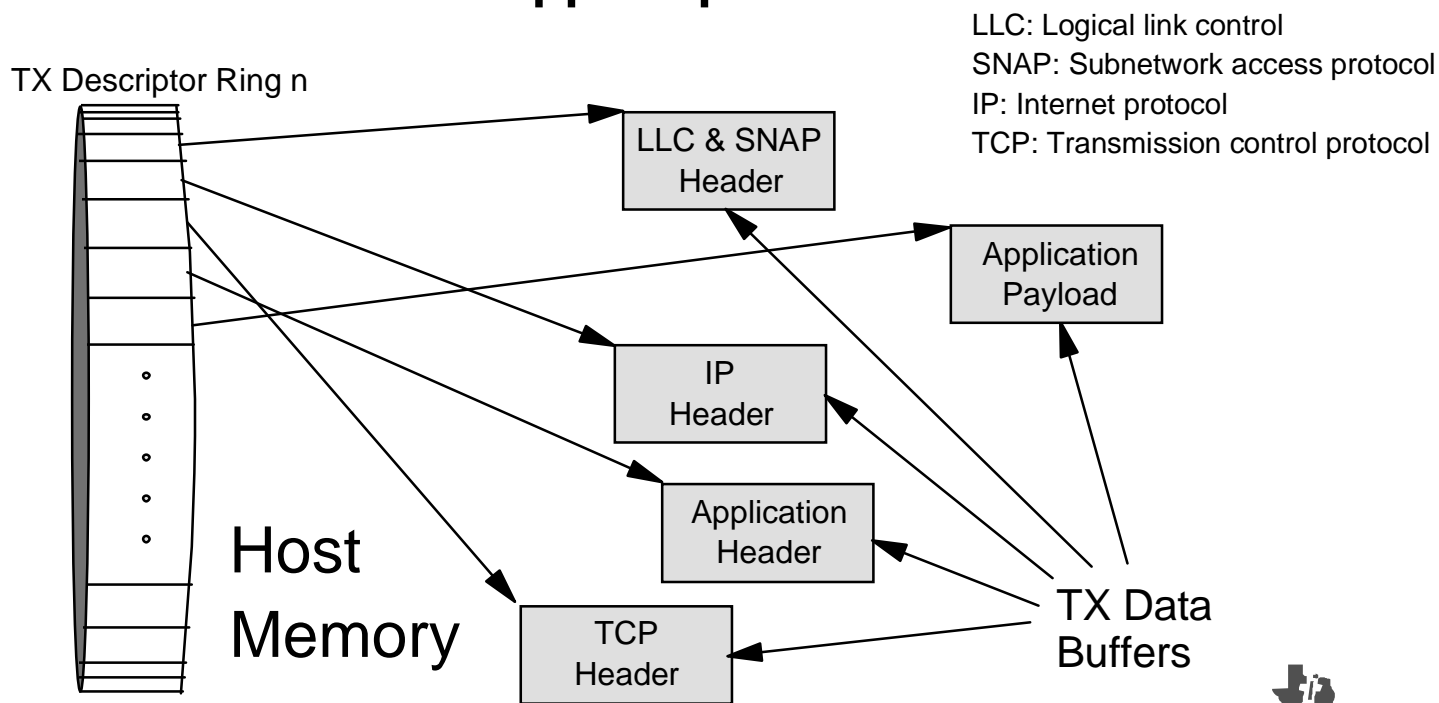 LLC: Logical link control
SNAP: Subnetwork access protocol
IP: Internet protocol
TCP: Transmission control protocol
TX Descriptor Ring n
LLC & SNAP
Header
Application
Payload
IP
Header
Application
Header
TCP
Header
Host
Memory
TX Data
Buffers